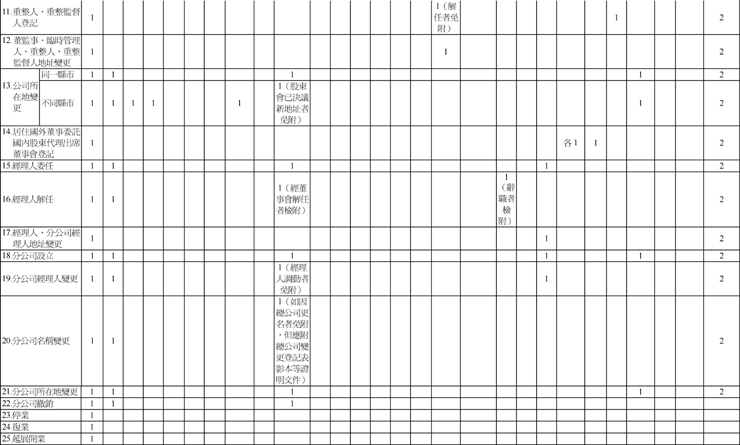 11.重整人、重整監督 1 1（解 1 2
人登記 任者免
附）
12.董監事、臨時管理
人、重整人、重整 1 1 2
監督人地址變更
13.公司所 同一縣市 1 1 1 1 2
在地變 不同縣市 1 1 1 1 1 1（股東 1 2
更 會已決議
新地址者
免附）
14.居住國外董事委託
國內股東代理出席 1 各1 1 2
董事會登記
15.經理人委任 1 1 1 1 2
16.經理人解任 1 1 1（經董 1 2
事會解任 （辭
者檢附） 職者
檢
附）
17.經理人、分公司經 1 1 2
理人地址變更
18.分公司設立 1 1 1 1 1 2
19.分公司經理人變更 1 1 1（經理 1 2
人調動者
免附）
20.分公司名稱變更 1 1 1（如因 2
總公司更
名者免附
，但應附
總公司變
更登記表
影本等證
明文件）
21.分公司所在地變更 1 1 1 1 2
22.分公司撤銷 1 1 1
23.停業 1
24.復業 1
25.延展開業 1